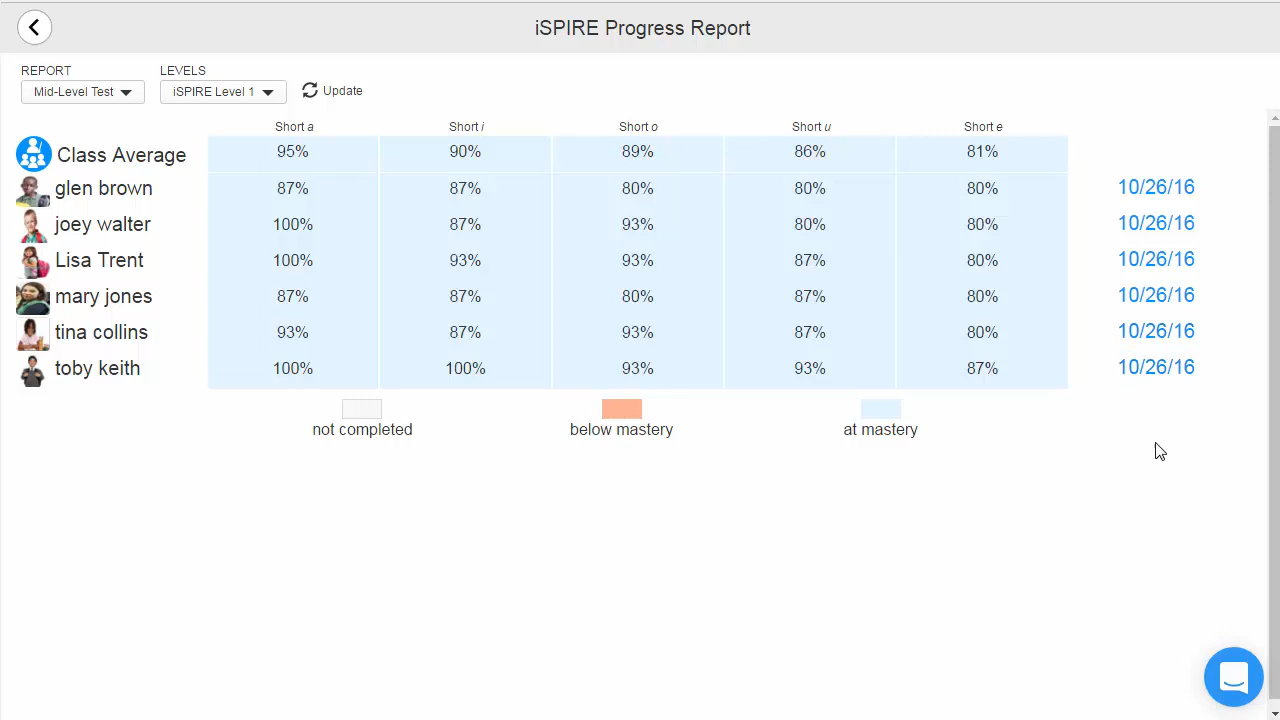 iSPIRE Progress Report
REPORT LEVELS
Mid-Level Test iSPIRE Level 1 Update
Short a Short i Short o Short u Short e
Class Average 95% 90% 89% 86% 81%
glen brown 87% 87% 80% 80% 80% 10/26/16
joey walter 100% 87% 93% 80% 80% 10/26/16
Lisa Trent 100% 93% 93% 87% 80% 10/26/16
mary jones 87% 87% 80% 87% 80% 10/26/16
tina collins 93% 87% 93% 87% 80% 10/26/16
toby keith 100% 100% 93% 93% 87% 10/26/16
not completed below mastery at mastery